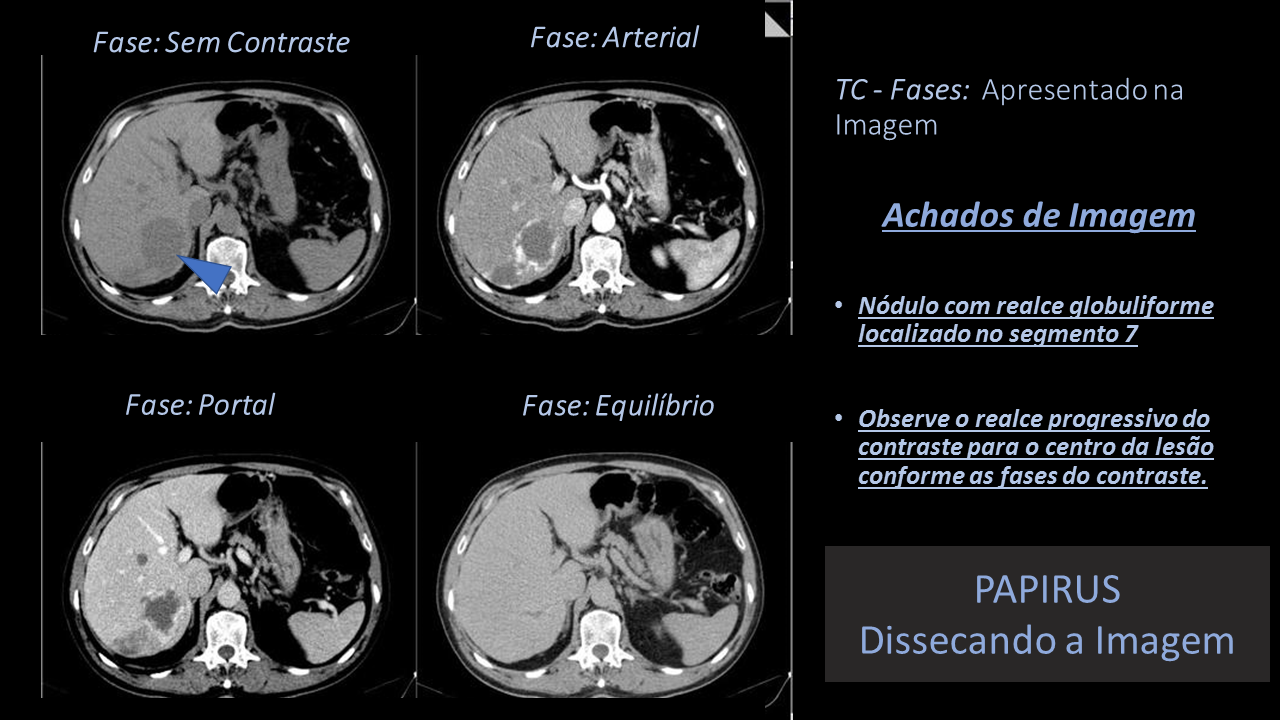 Fase: Sem Contraste
Fase: Arterial
Fase: Portal
Fase: Equilíbrio
TC - Fases: Apresentado na
Imagem
Achados de Imagem
• Nódulo com realce globuliforme
localizado no segmento 7
• Observe o realce progressivo do
contraste para o centro da lesão
conforme as fases do contraste.
PAPIRUS
Dissecando a Imagem